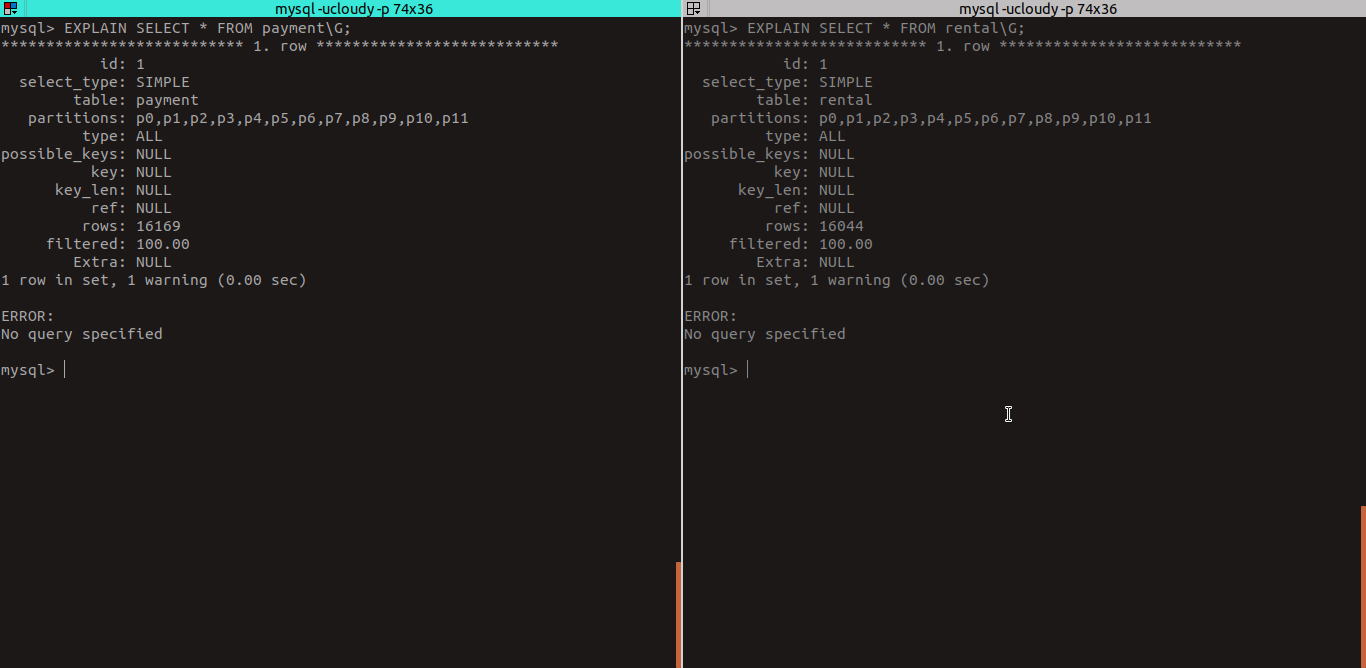 mysql -ucloudy -p 74x36
mysql> EXPLAIN SELECT * FROM payment\G;
*************************** 1. row ***************************
id: 1
select_type: SIMPLE
table: payment
partitions: p0,p1,p2,p3,p4,p5,p6,p7,p8,p9,p10,p11
type: ALL
possible_keys: NULL
key: NULL
key_len: NULL
ref: NULL
rows: 16169
filtered: 100.00
Extra: NULL
1 row in set, 1 warning (0.00 sec)
ERROR:
No query specified
mysql>
mysql -ucloudy -p 74x36
mysql> EXPLAIN SELECT * FROM rental\G;
*************************** 1. row ***************************
id: 1
select_type: SIMPLE
table: rental
partitions: p0,p1,p2,p3,p4,p5,p6,p7,p8,p9,p10,p11
type: ALL
possible_keys: NULL
key: NULL
key_len: NULL
ref: NULL
rows: 16044
filtered: 100.00
Extra: NULL
1 row in set, 1 warning (0.00 sec)
ERROR:
No query specified
mysql>